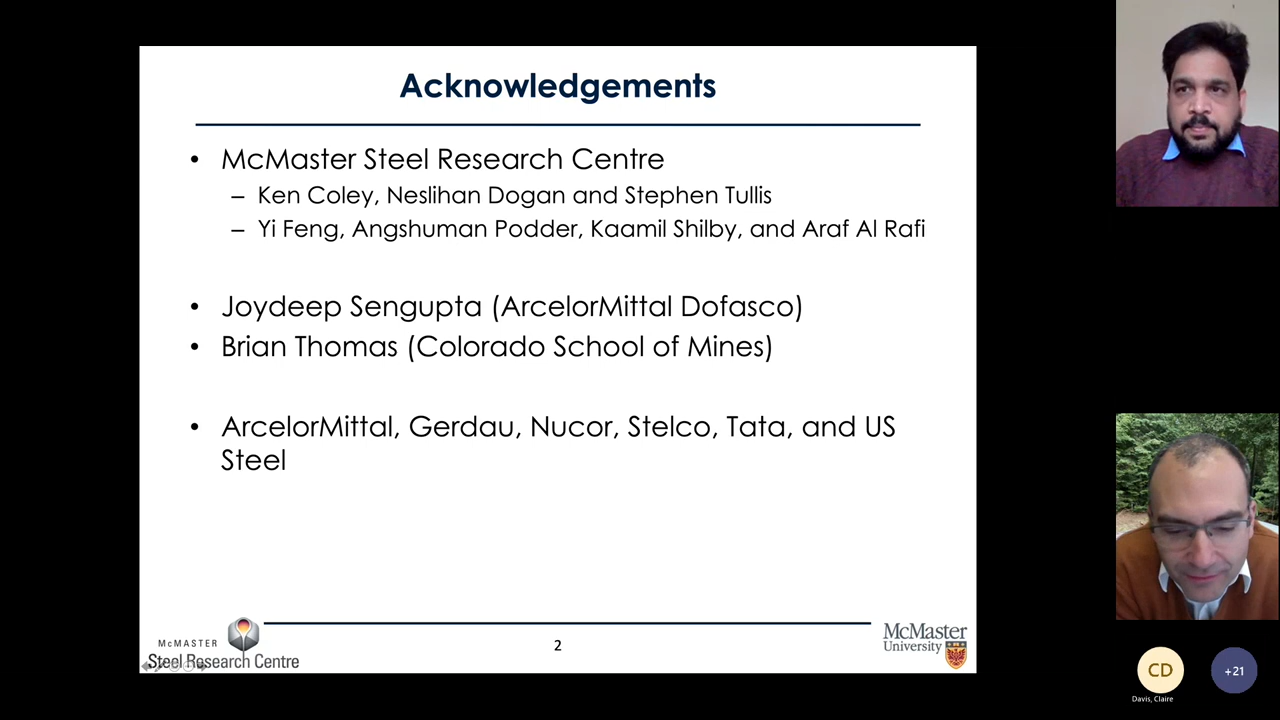 Acknowledgements
• McMaster Steel Research Centre
– Ken Coley, Neslihan Dogan and Stephen Tullis
– Yi Feng, Angshuman Podder, Kaamil Shilby, and Araf Al Rafi
• Joydeep Sengupta (ArcelorMittal Dofasco)
• Brian Thomas (Colorado School of Mines)
• ArcelorMittal, Gerdau, Nucor, Stelco, Tata, and US
Steel
McMASTER
Steel Research Centre
2
McMaster
University
CD
Davis, Claire
+21